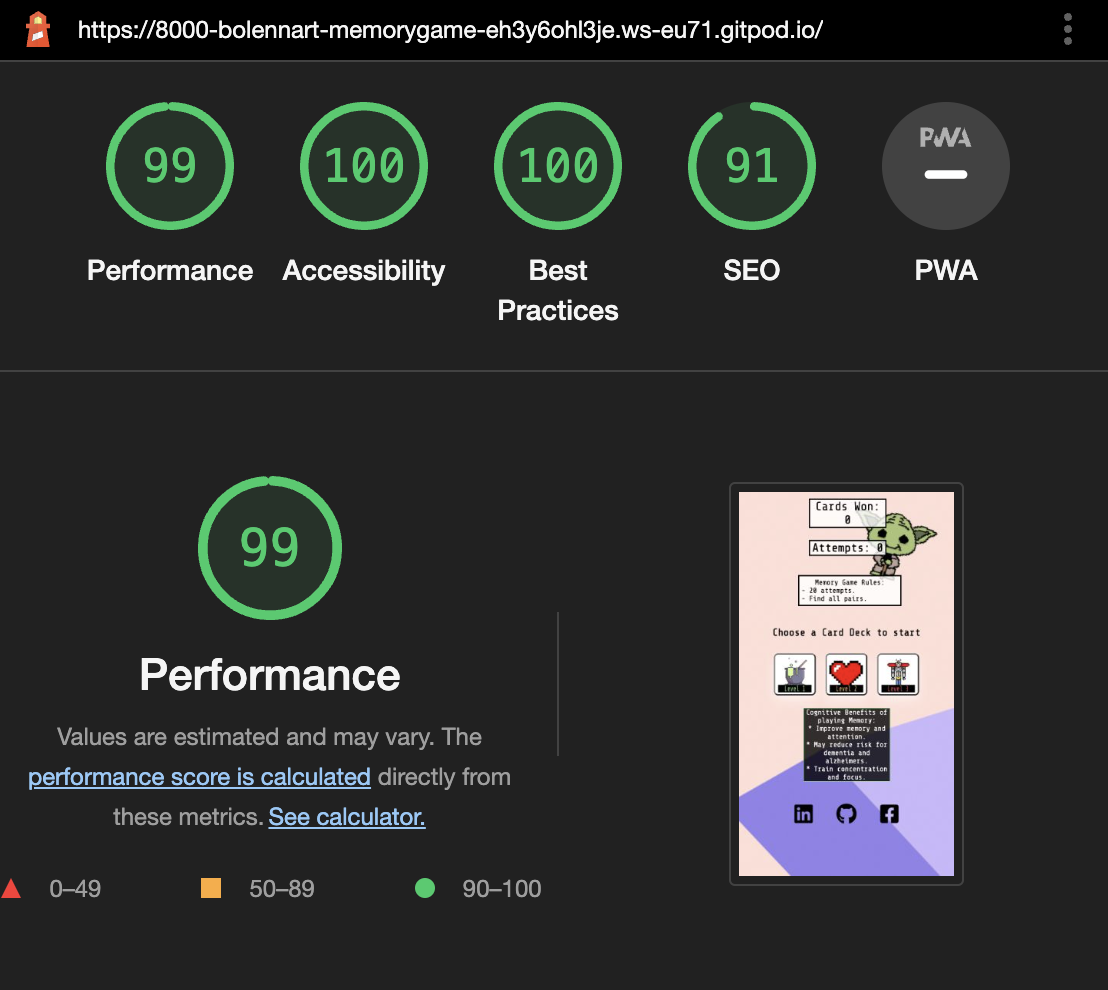 https://8000-bolennart-memorygame-eh3y6ohl3je.ws-eu71.gitpod.io/
99
100
100
91
PWA
Performance
Accessibility
Best
Practices
SEO
PWA
99
Performance
Values are estimated and may vary. The
performance score is calculated directly from
these metrics. See calculator.
0–49
50–89
90–100
Cards Won:
0
Attempts: 0
Memory Game Rules:
- 20 attempts.
- Find all pairs.
Choose a Card Deck to start
Level 1
Level 2
Level 3
Cognitive Benefits of
playing Memory:
* Improve memory and
attention.
* May reduce risk for
dementia and
alzheimers.
* Train concentration
and focus.
in